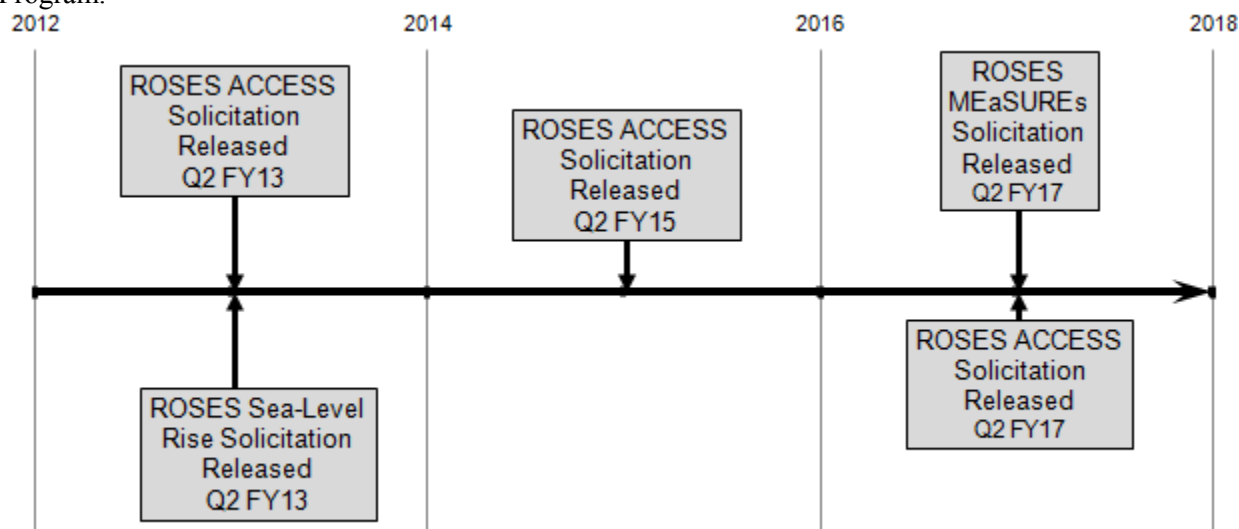 Program.
2012 2014 2016 2018
ROSES ACCESS
Solicitation
Released
Q2 FY13
ROSES ACCESS
Solicitation
Released
Q2 FY15
ROSES
MEaSUREs
Solicitation
Released
Q2 FY17
ROSES Sea-Level
Rise Solicitation
Released
Q2 FY13
ROSES ACCESS
Solicitation
Released
Q2 FY17